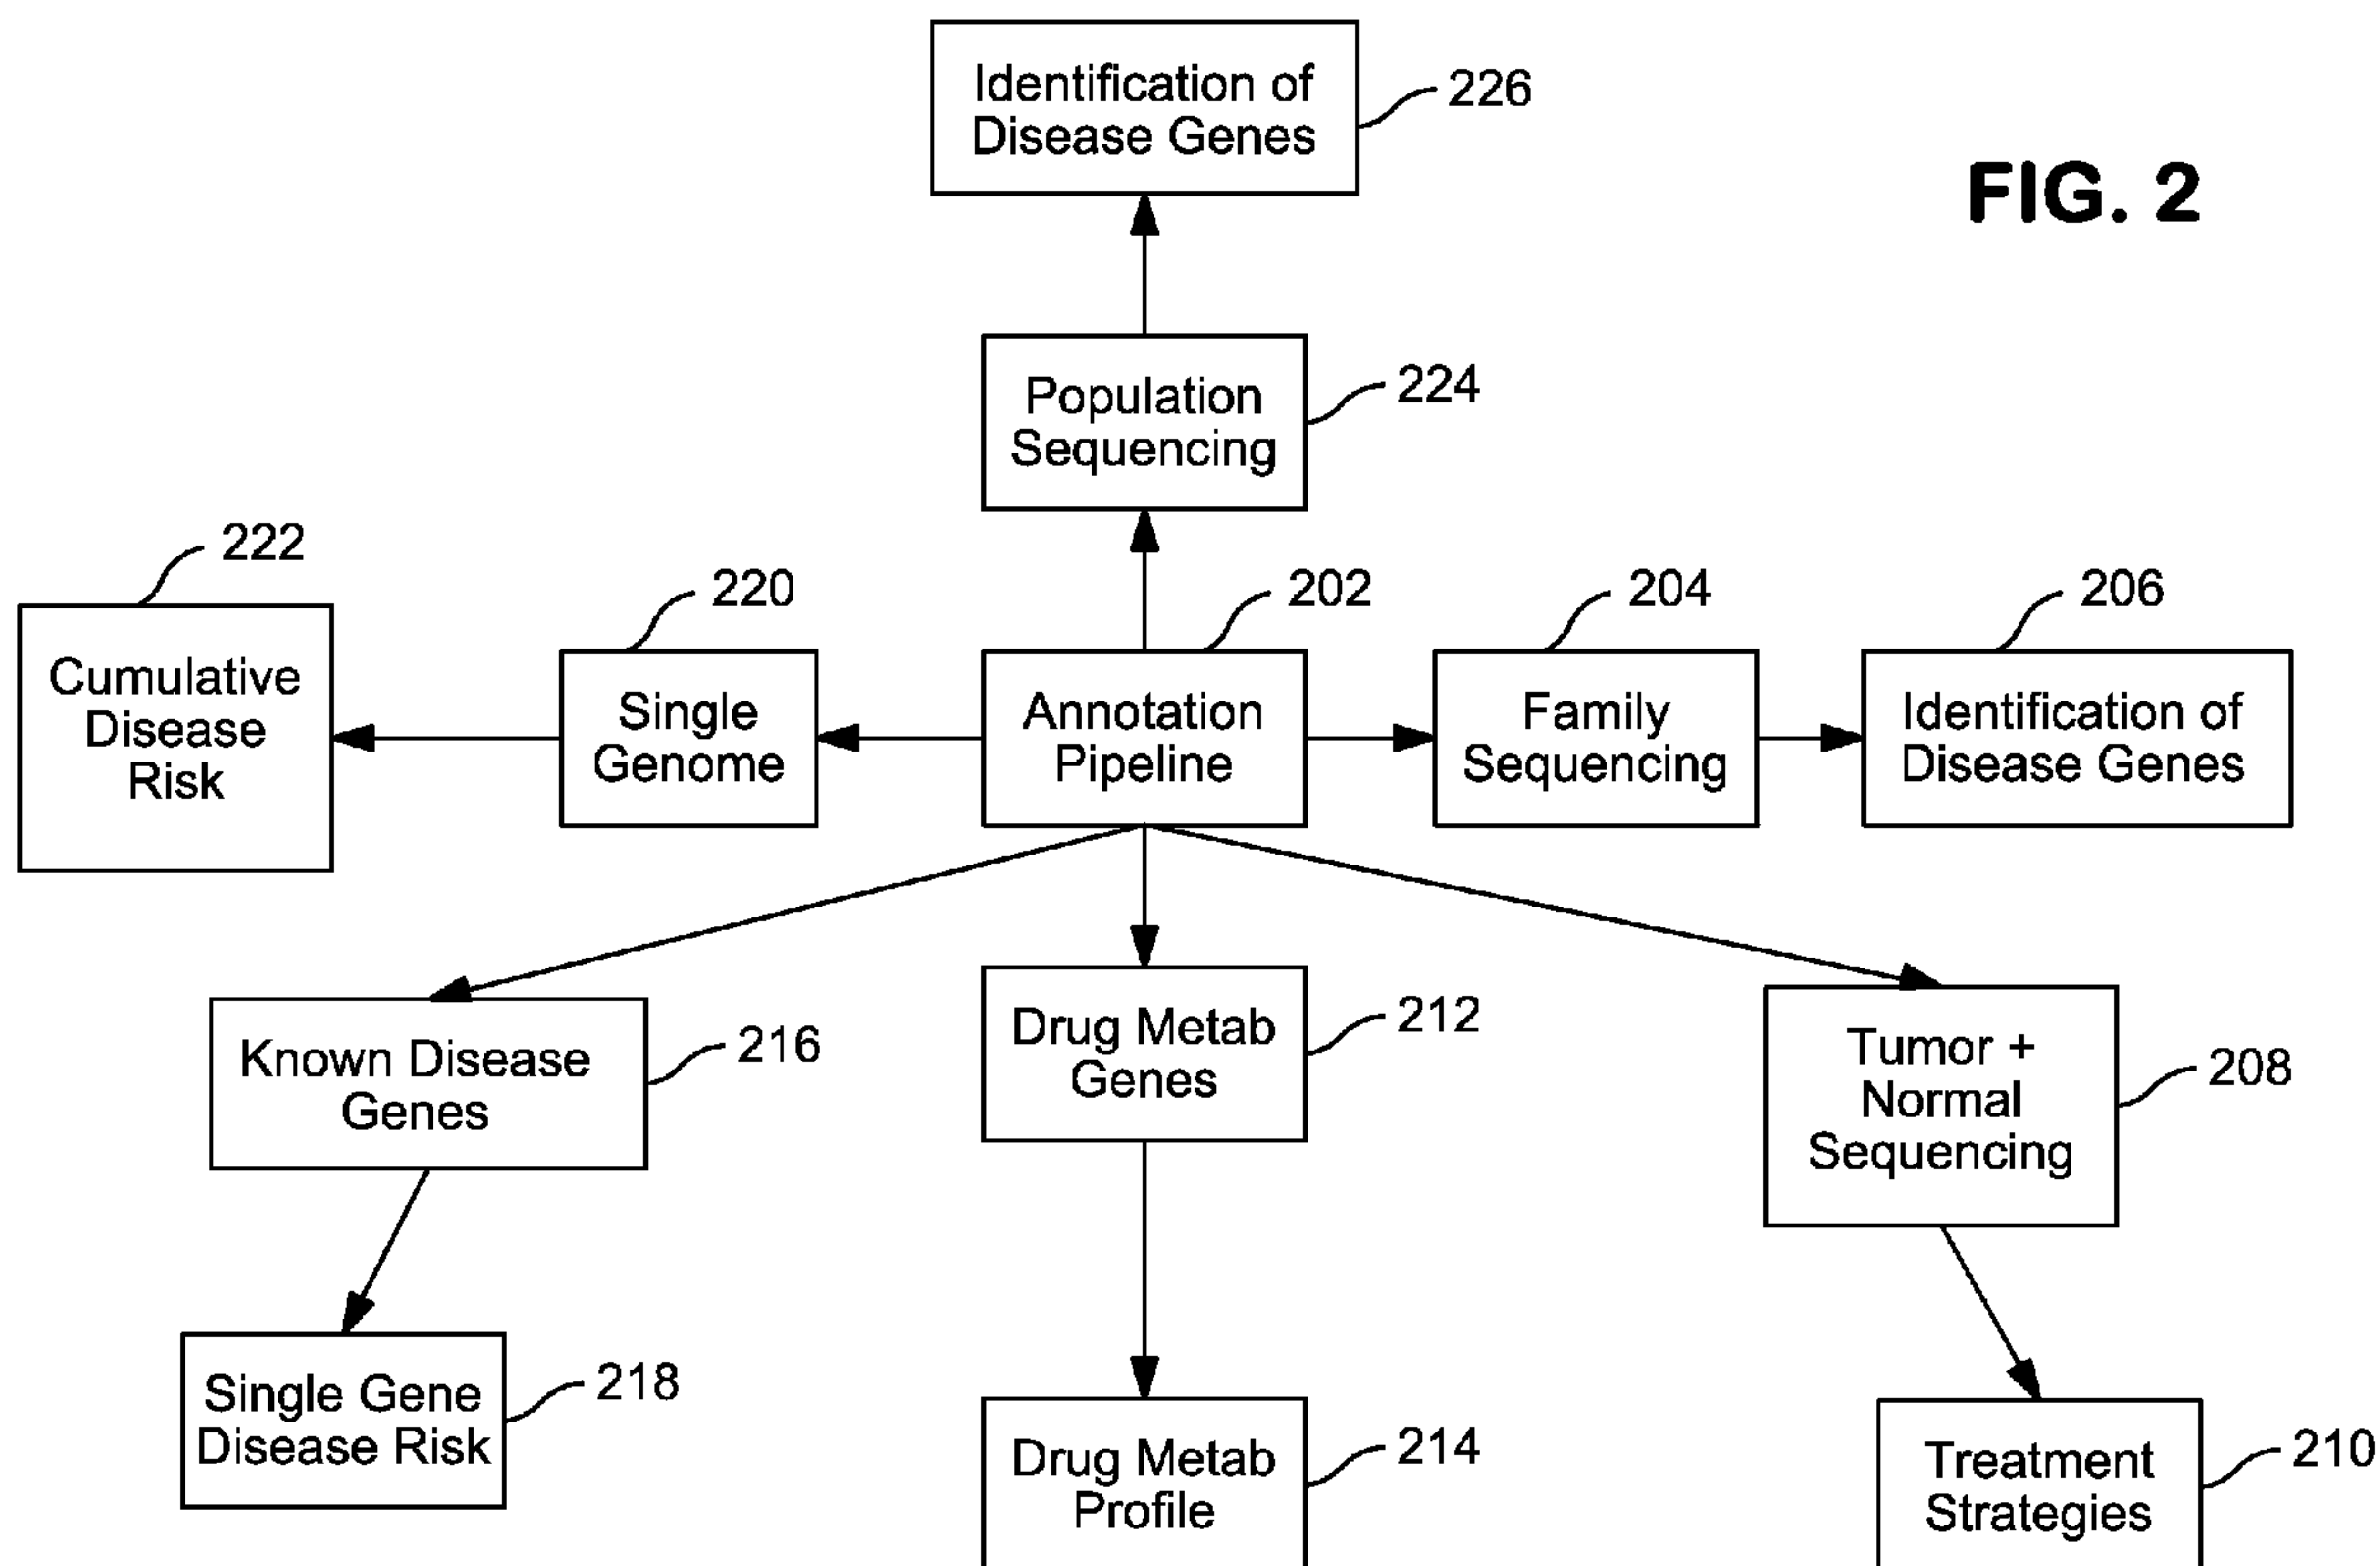 Identification of
Disease Genes
226
FIG. 2
Population
Sequencing
224
222
220
202
204
206
Cumulative
Disease
Risk
Single
Genome
Annotation
Pipeline
Family
Sequencing
Identification of
Disease Genes
Known Disease
Genes
216
Drug Metab
Genes
212
Tumor +
Normal
Sequencing
208
Single Gene
Disease Risk
218
Drug Metab
Profile
214
Treatment
Strategies
210